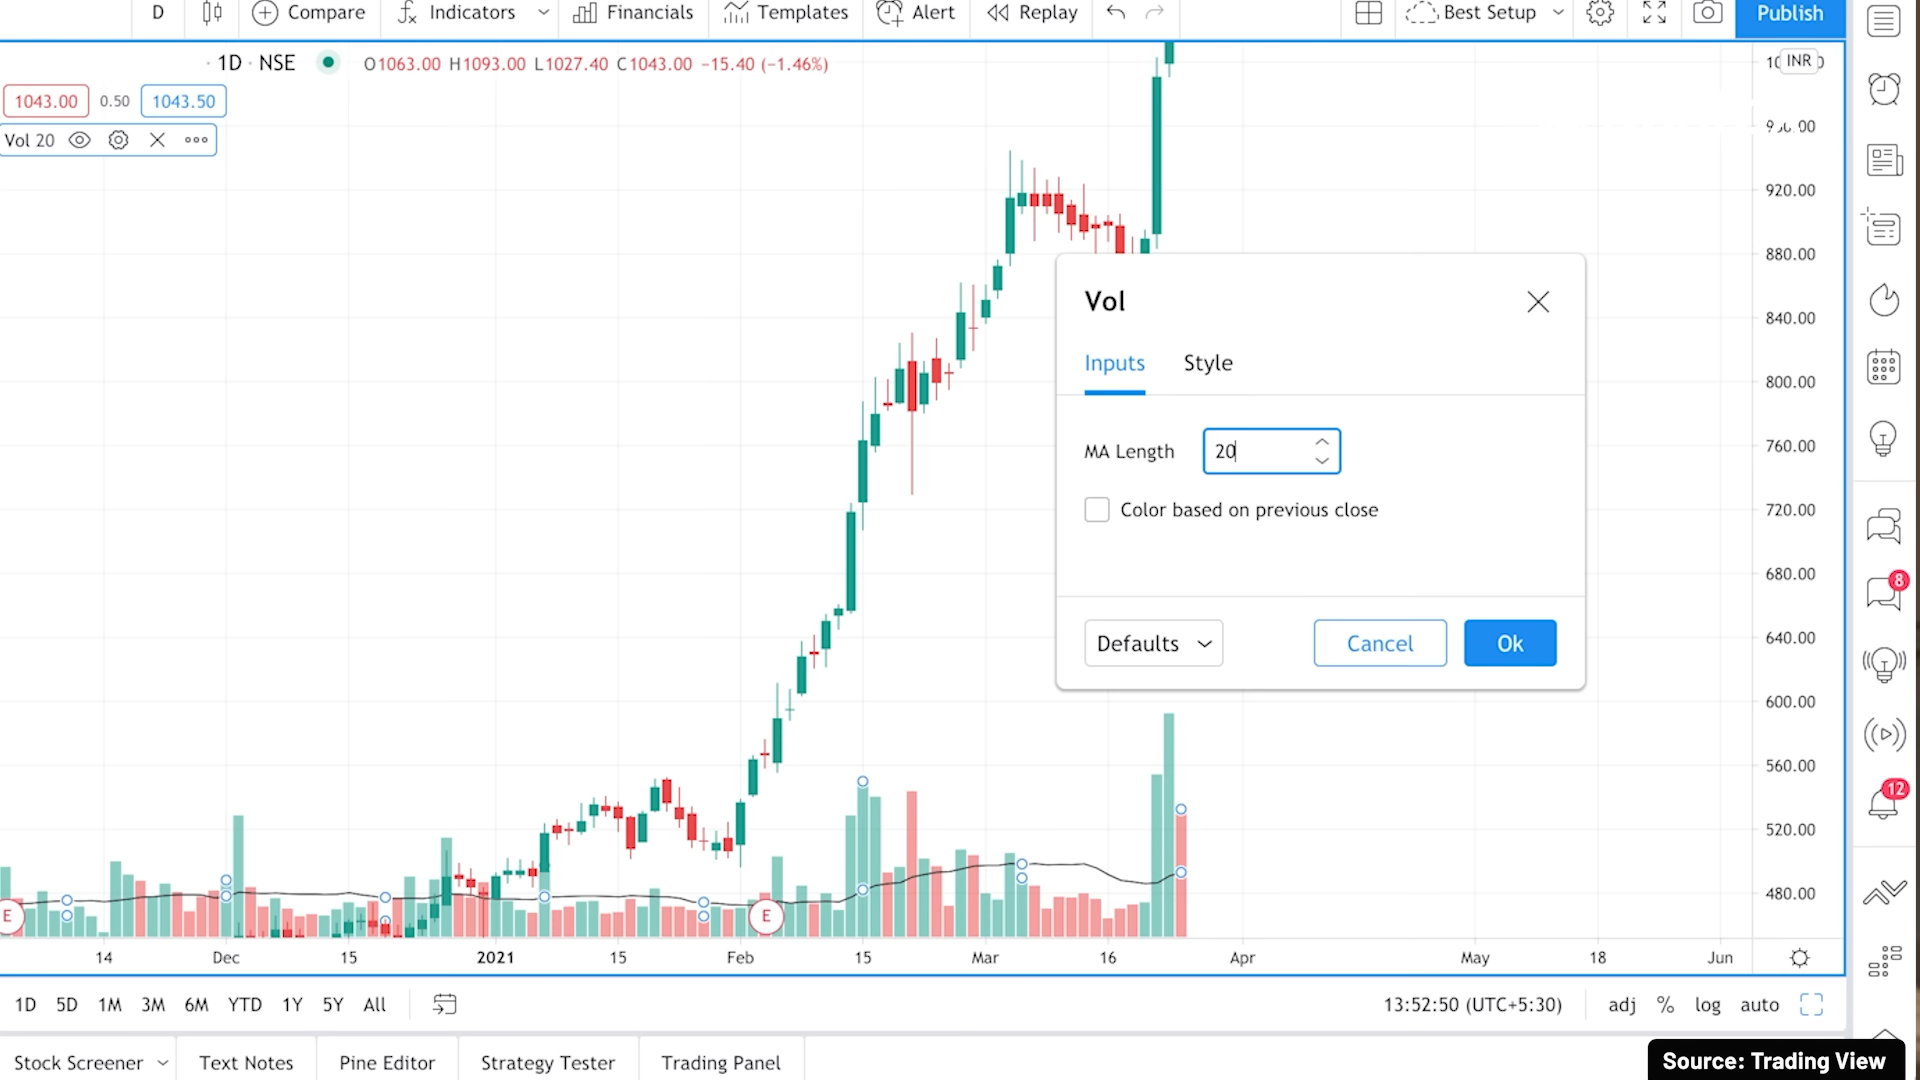 D Compare Indicators Financials Templates Alert Replay Best Setup Publish
· 1D · NSE O1063.00 H1093.00 L1027.40 C1043.00 −15.40 (−1.46%)
INR
1043.00 0.50 1043.50
Vol 20
920.00
880.00
840.00
800.00
760.00
720.00
680.00
640.00
600.00
560.00
520.00
480.00
Vol
Inputs Style
MA Length 20
Color based on previous close
Defaults Cancel Ok
8
12
E E
14 Dec 15 2021 15 Feb 15 Mar 16 Apr May 18 Jun
1D 5D 1M 3M 6M YTD 1Y 5Y All 13:52:50 (UTC+5:30) adj % log auto
Stock Screener Text Notes Pine Editor Strategy Tester Trading Panel
Source: Trading View